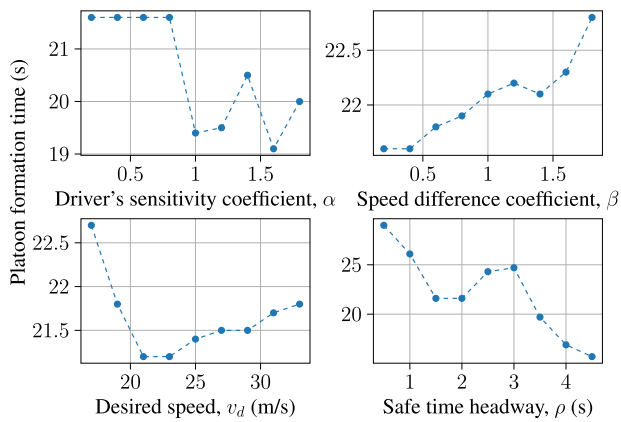 Platoon formation time (s)
21
20
19
0.5 1 1.5
Driver's sensitivity coefficient, α
22.5
22
0.5 1 1.5
Speed difference coefficient, β
22.5
22
21.5
20 25 30
Desired speed, v_d (m/s)
25
20
1 2 3 4
Safe time headway, ρ (s)